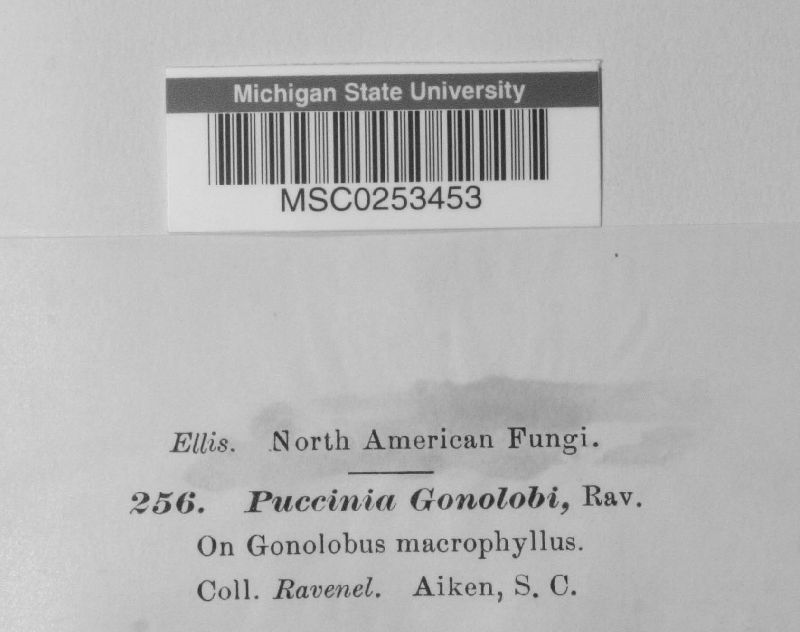 Michigan State University
MSC0253453
Ellis. North American Fungi.
256. Puccinia Gonolobi, Rav.
On Gonolobus macrophyllus.
Coll. Ravenel. Aiken, S. C.